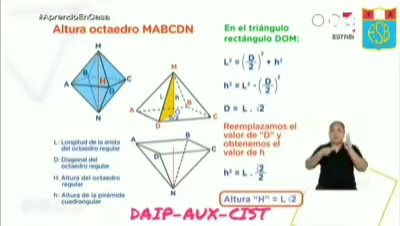 #AprendoEnCasa
Altura octaedro MABCDN
M
B
C
A
H
D
N
M
L
h
A
B
D
C
A
B
D
C
N
L: Longitud de la arista
del octaedro regular
D: Diagonal del
octaedro regular
H: Altura del octaedro
regular
h: Altura de la pirámide
cuadrangular
En el triángulo
rectángulo DOM:
L² = (D/2)² + h²
h² = L² - (D/2)²
D = L . √2
Reemplazamos el
valor de "D" y
obtenemos el
valor de h
h² = L . √2/2
Altura "H" = L√2
ESB
DAIP-AUX-CIST